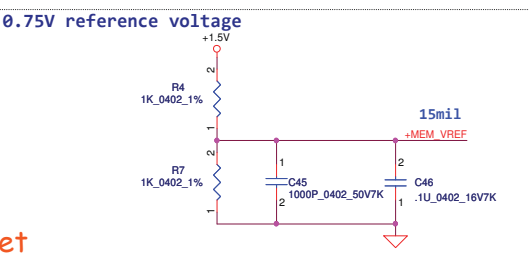 0.75V reference voltage
+1.5V
2
R4
1K_0402_1%
1
15mil
+MEM_VREF
2
R7
1K_0402_1%
1
1
C45
1000P_0402_50V7K
2
2
C46
.1U_0402_16V7K
1
et